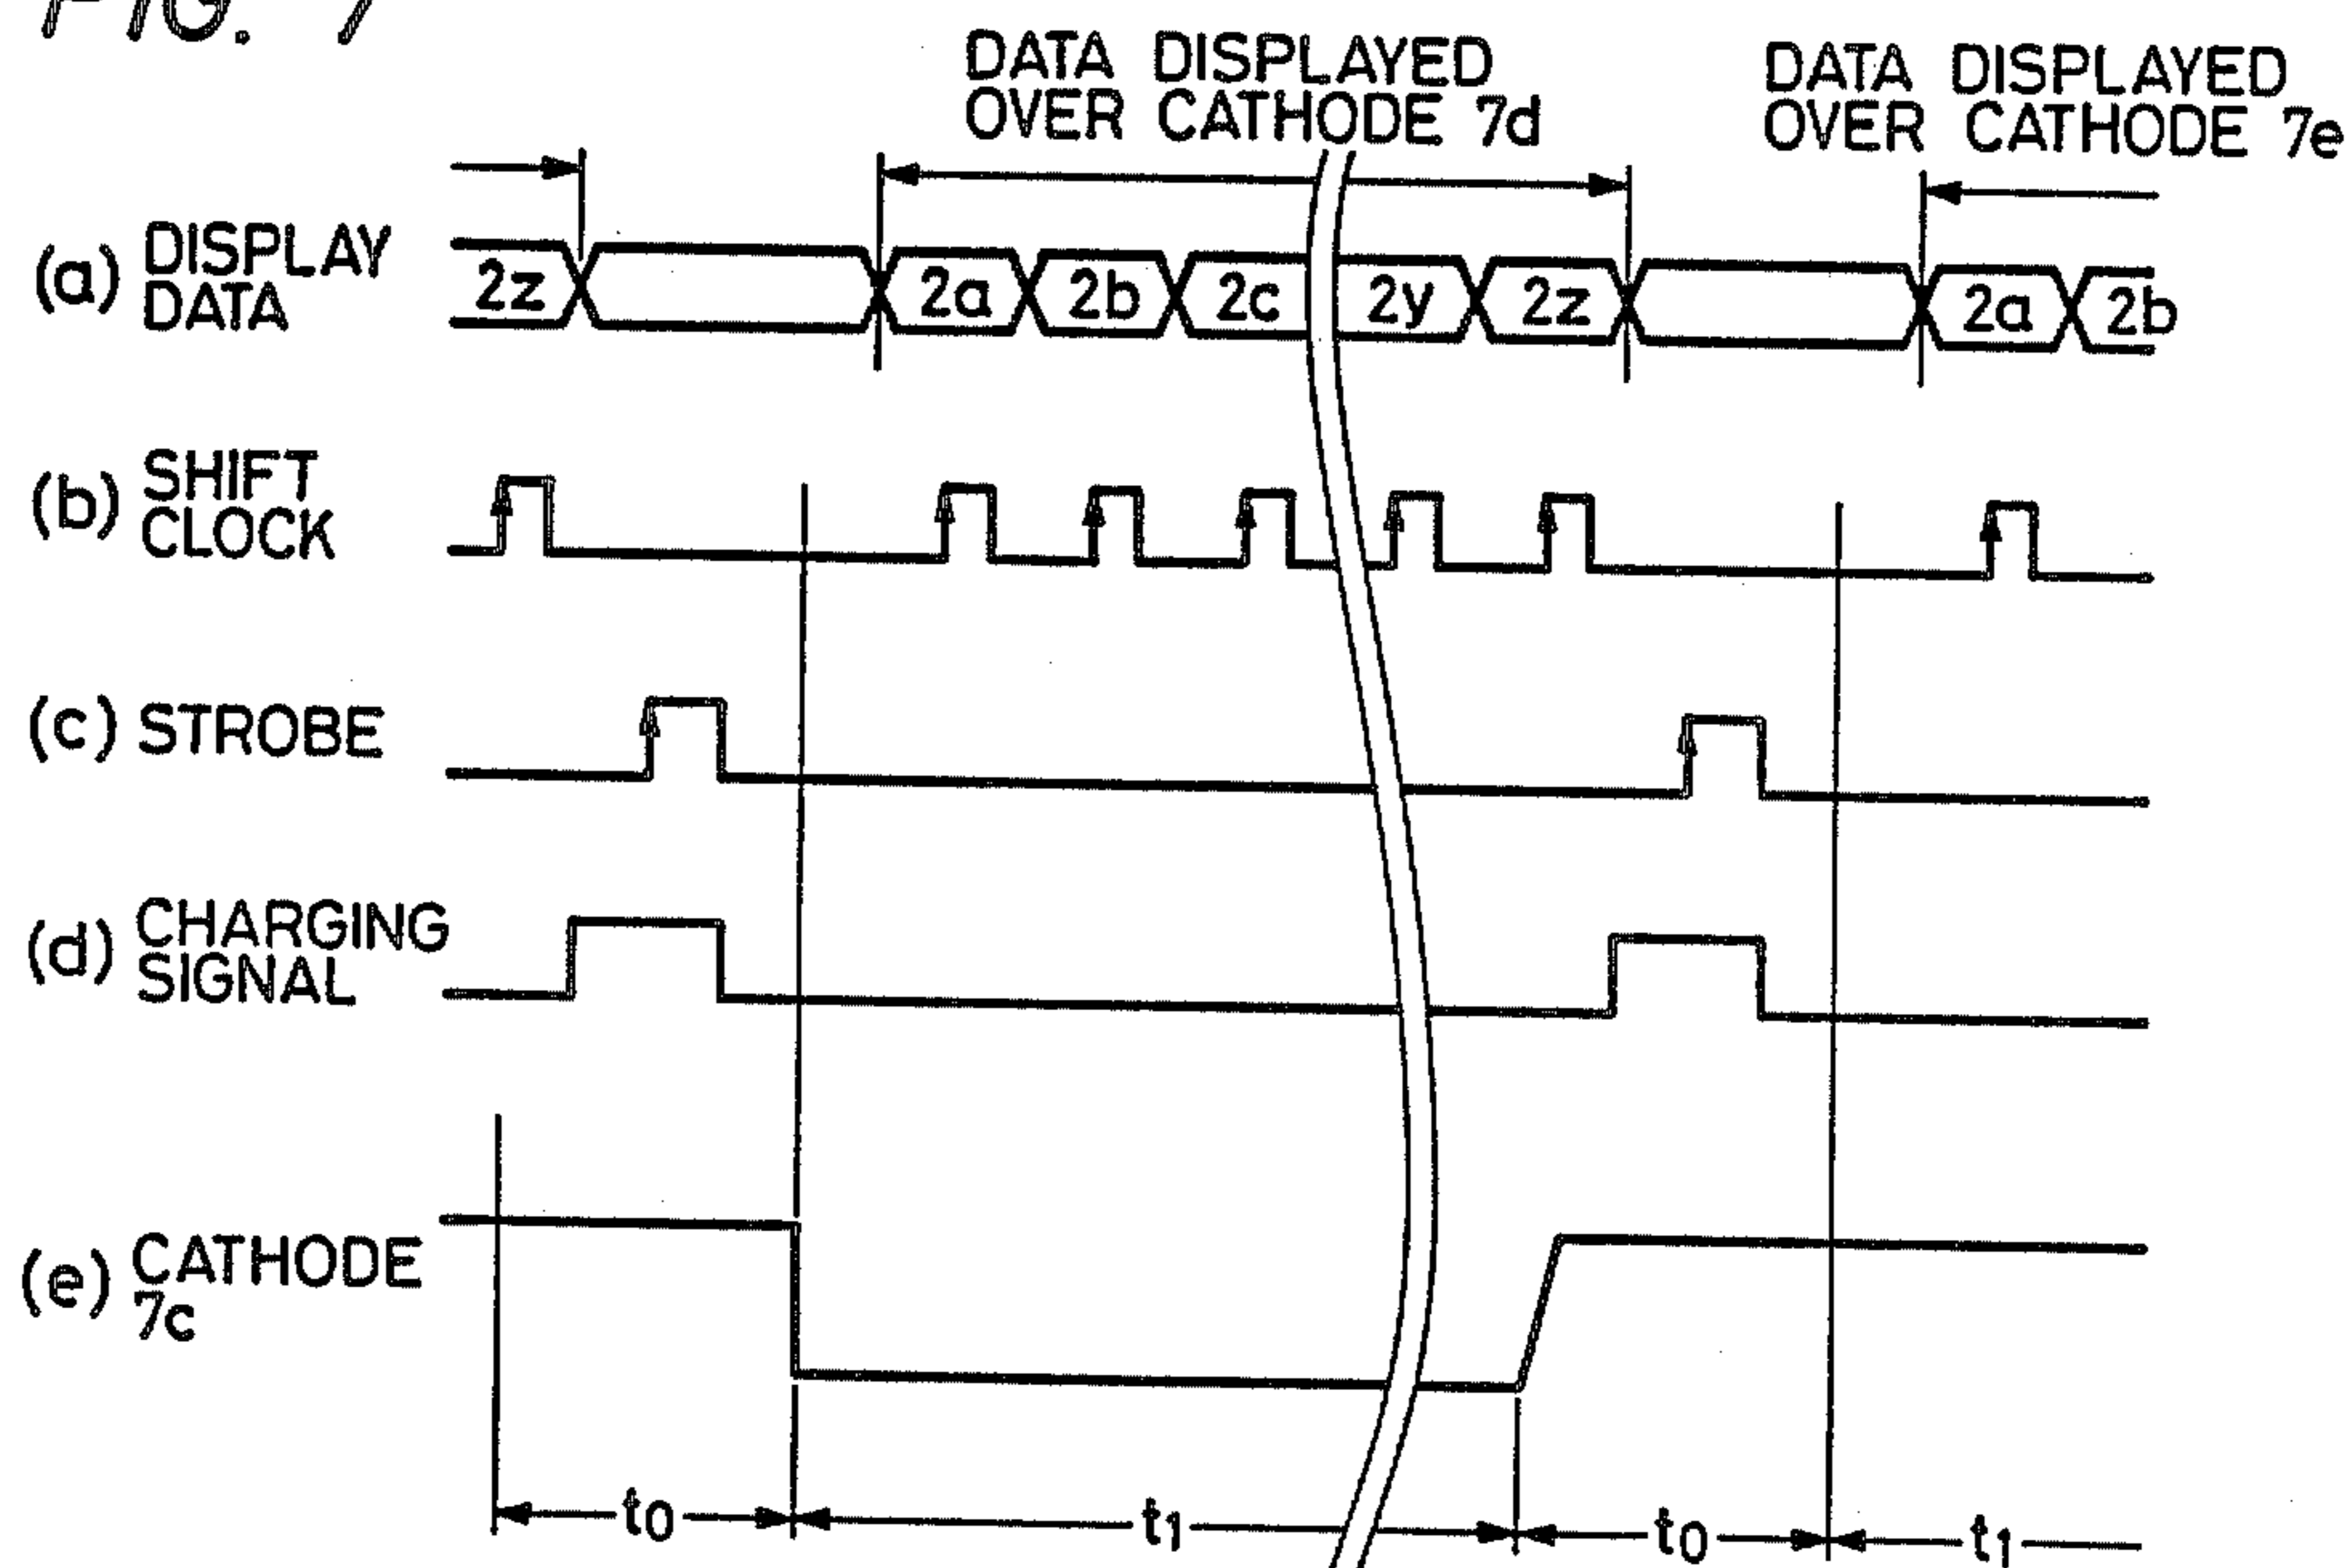 FIG. 7
DATA DISPLAYED
OVER CATHODE 7d
DATA DISPLAYED
OVER CATHODE 7e
(a) DISPLAY
DATA
2z 2a 2b 2c 2y 2z 2a 2b
(b) SHIFT
CLOCK
(c) STROBE
(d) CHARGING
SIGNAL
(e) CATHODE
7c
t0 t1 t0 t1